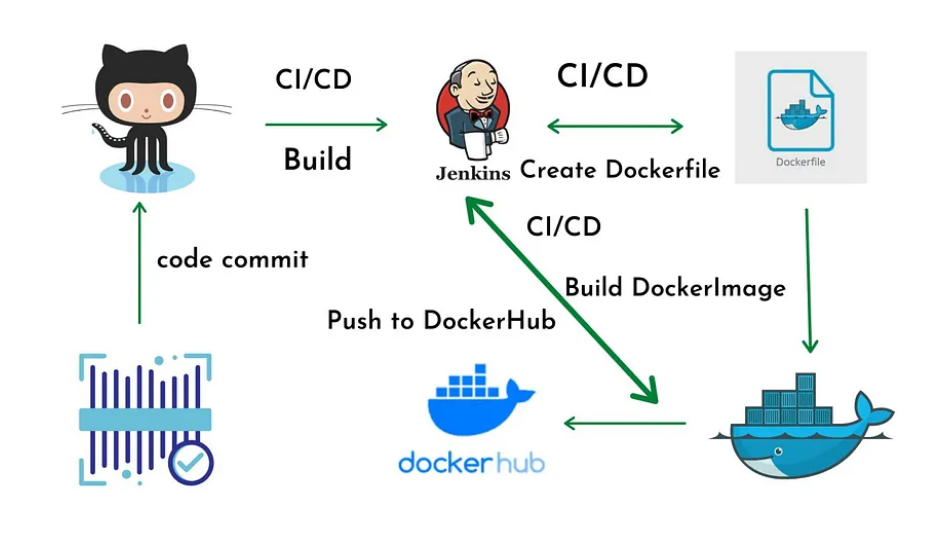 CI/CD
Build
Jenkins
CI/CD
Create Dockerfile
Dockerfile
code commit
CI/CD
Build DockerImage
Push to DockerHub
dockerhub